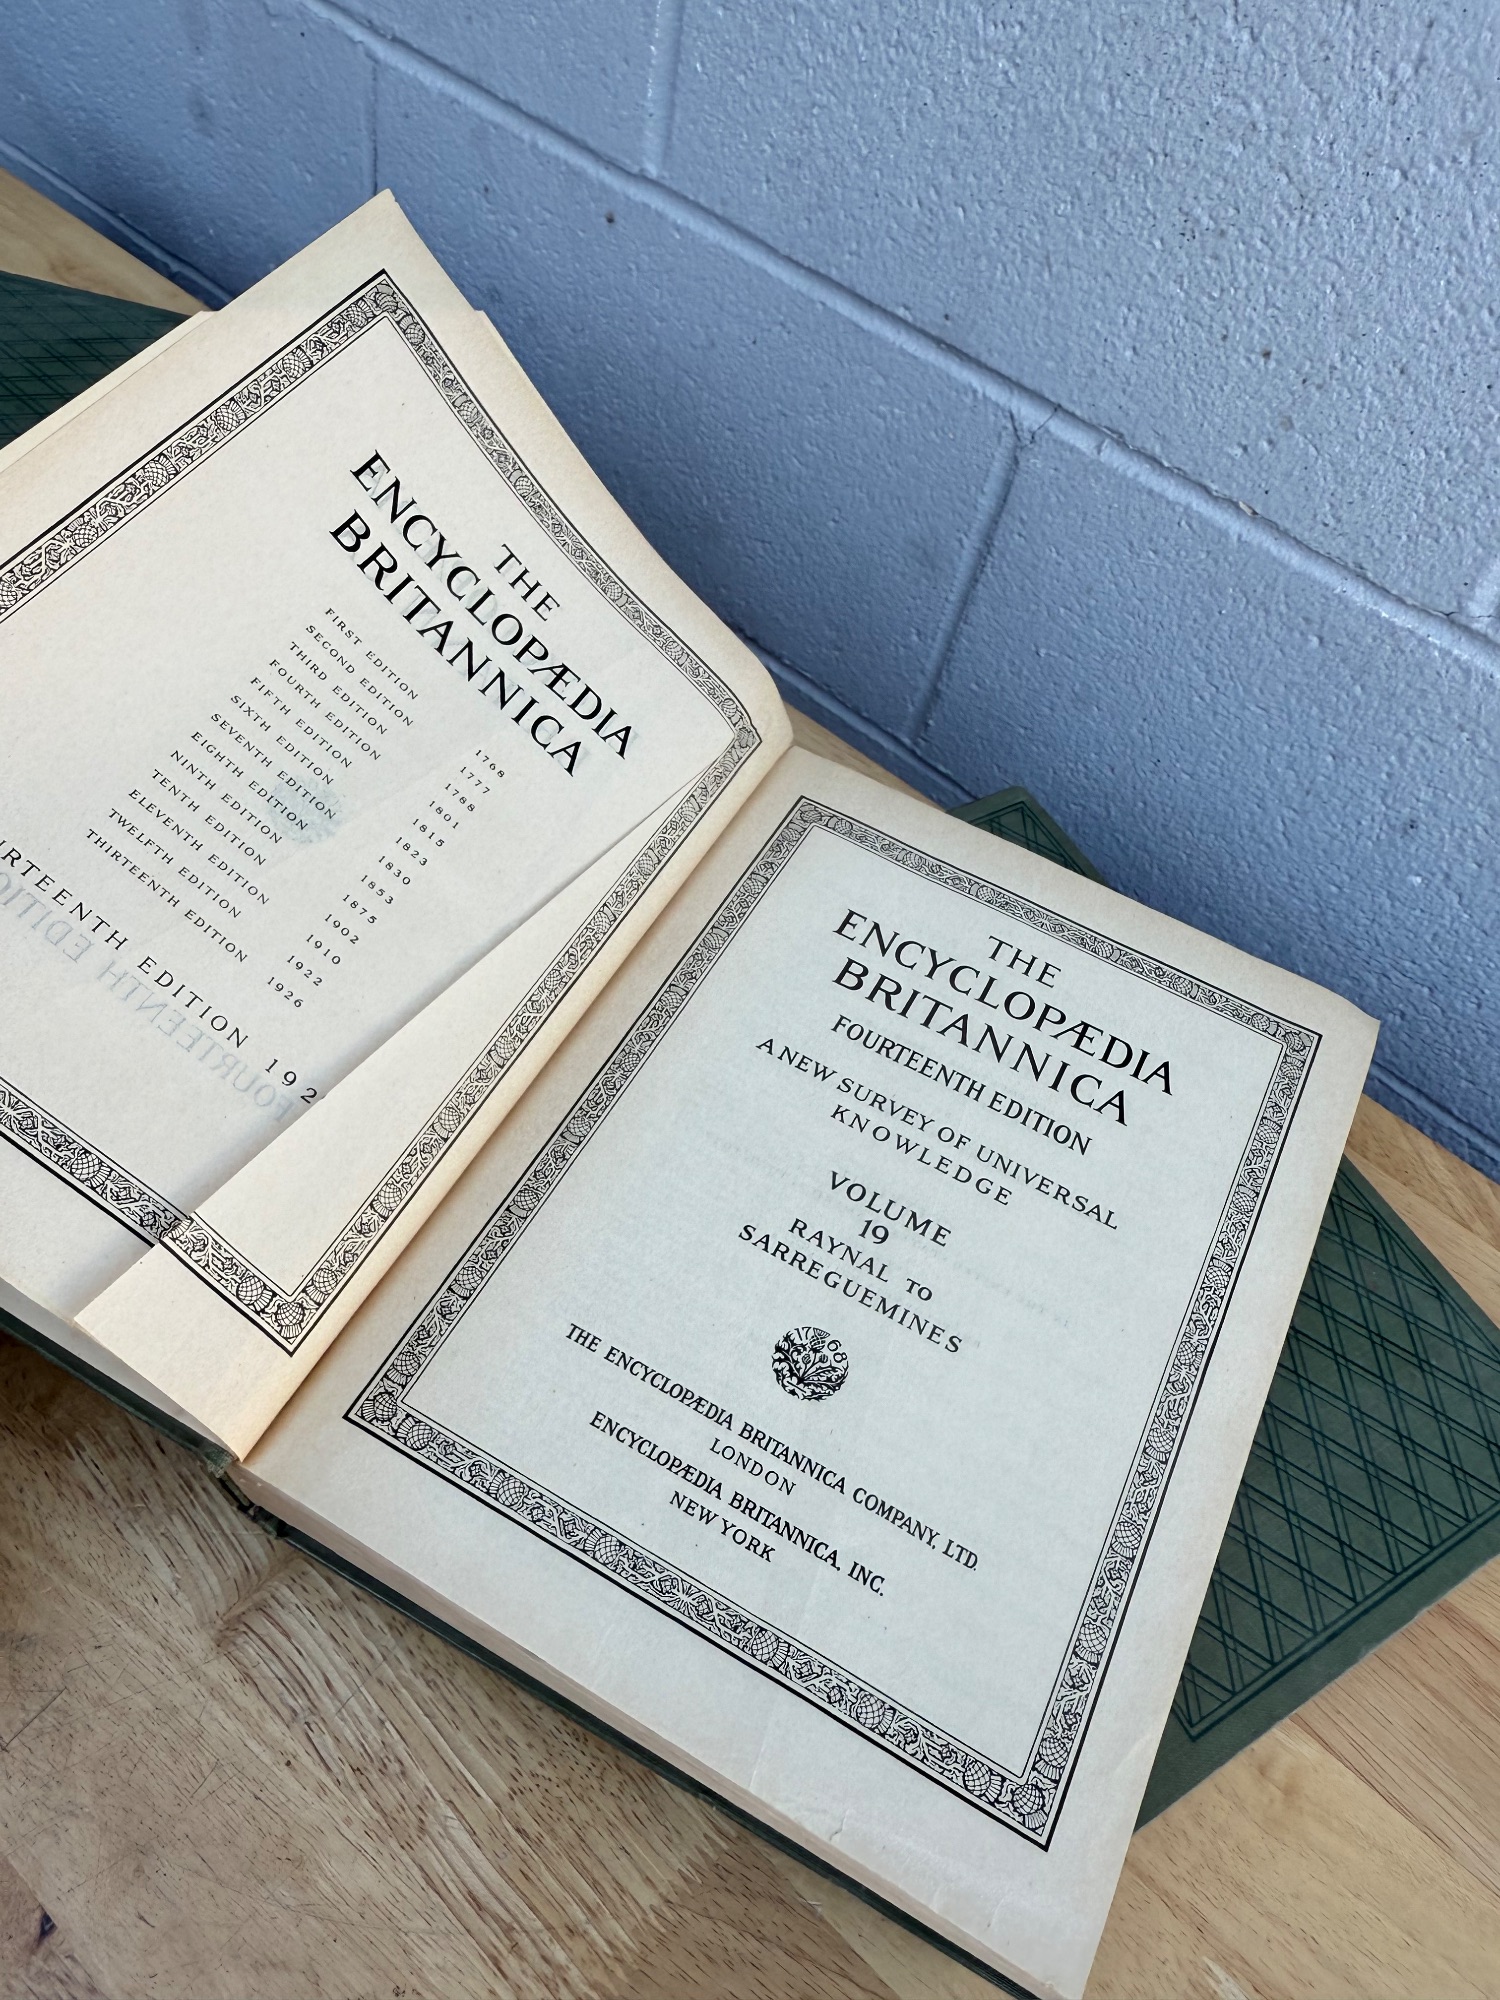 THE
ENCYCLOPÆDIA
BRITANNICA
FIRST EDITION 1768
SECOND EDITION 1777
THIRD EDITION 1788
FOURTH EDITION 1801
FIFTH EDITION 1815
SIXTH EDITION 1823
SEVENTH EDITION 1830
EIGHTH EDITION 1853
NINTH EDITION 1875
TENTH EDITION 1902
ELEVENTH EDITION 1910
TWELFTH EDITION 1922
THIRTEENTH EDITION 1926
RTEENTH EDITION 192
THE
ENCYCLOPÆDIA
BRITANNICA
FOURTEENTH EDITION
A NEW SURVEY OF UNIVERSAL
KNOWLEDGE
VOLUME
19
RAYNAL TO
SARREGUEMINES
1768
THE ENCYCLOPÆDIA BRITANNICA COMPANY, LTD.
LONDON
ENCYCLOPÆDIA BRITANNICA, INC.
NEW YORK